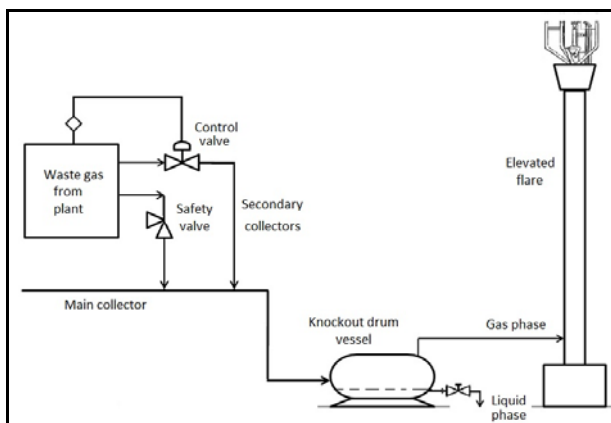 Control
valve
Waste gas
from
plant
Safety
valve
Secondary
collectors
Elevated
flare
Main collector
Knockout drum
vessel
Gas phase
Liquid
phase